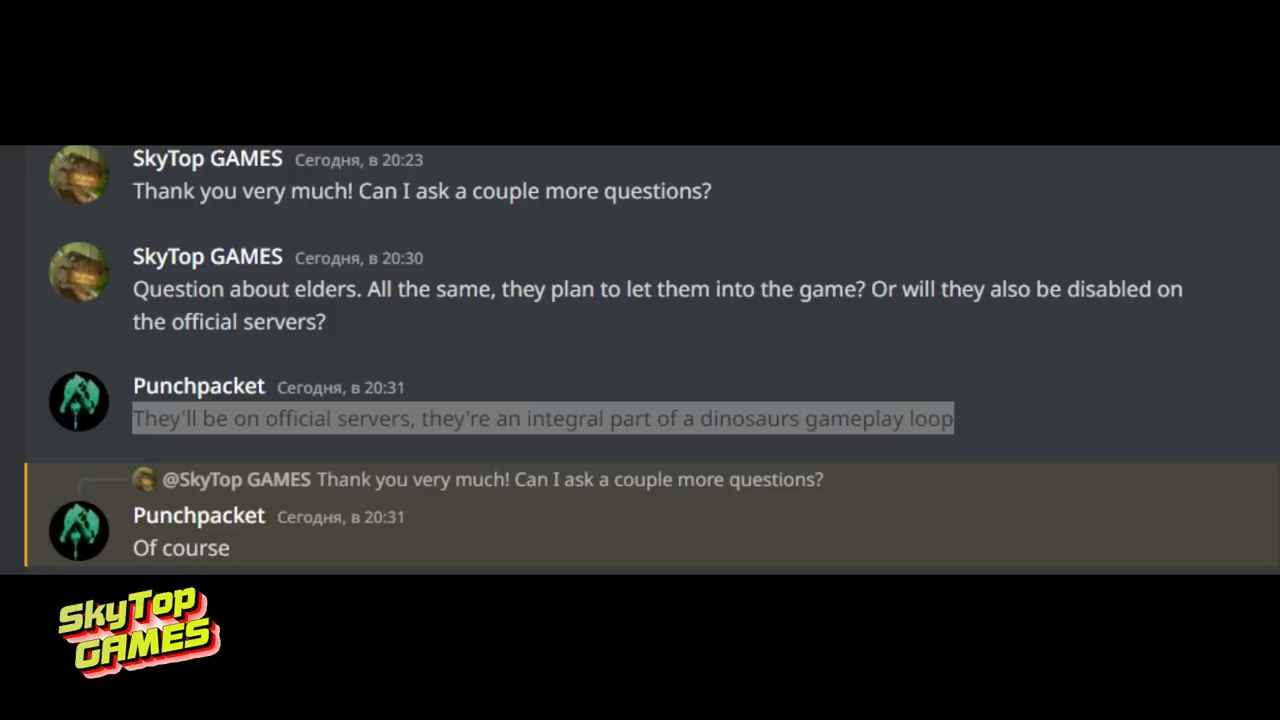 SkyTop GAMES Сегодня, в 20:23
Thank you very much! Can I ask a couple more questions?
SkyTop GAMES Сегодня, в 20:30
Question about elders. All the same, they plan to let them into the game? Or will they also be disabled on
the official servers?
Punchpacket Сегодня, в 20:31
They'll be on official servers, they're an integral part of a dinosaurs gameplay loop
@SkyTop GAMES Thank you very much! Can I ask a couple more questions?
Punchpacket Сегодня, в 20:31
Of course
SkyTop
GAMES